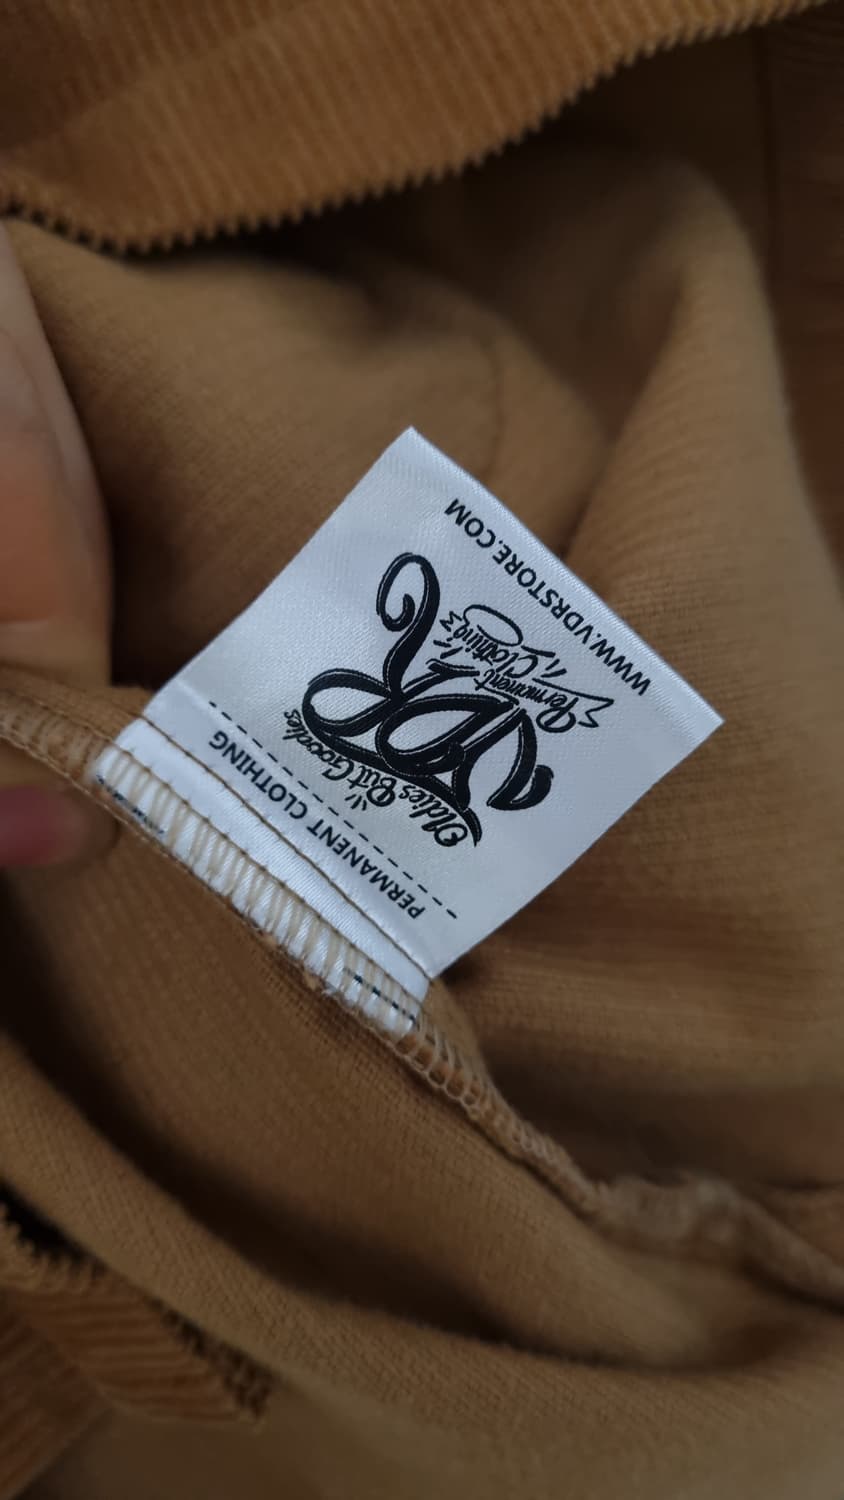 PERMANENT CLOTHING
Oldies But Goodies
VDR
Permanent
Clothing
WWW.VDRSTORE.COM